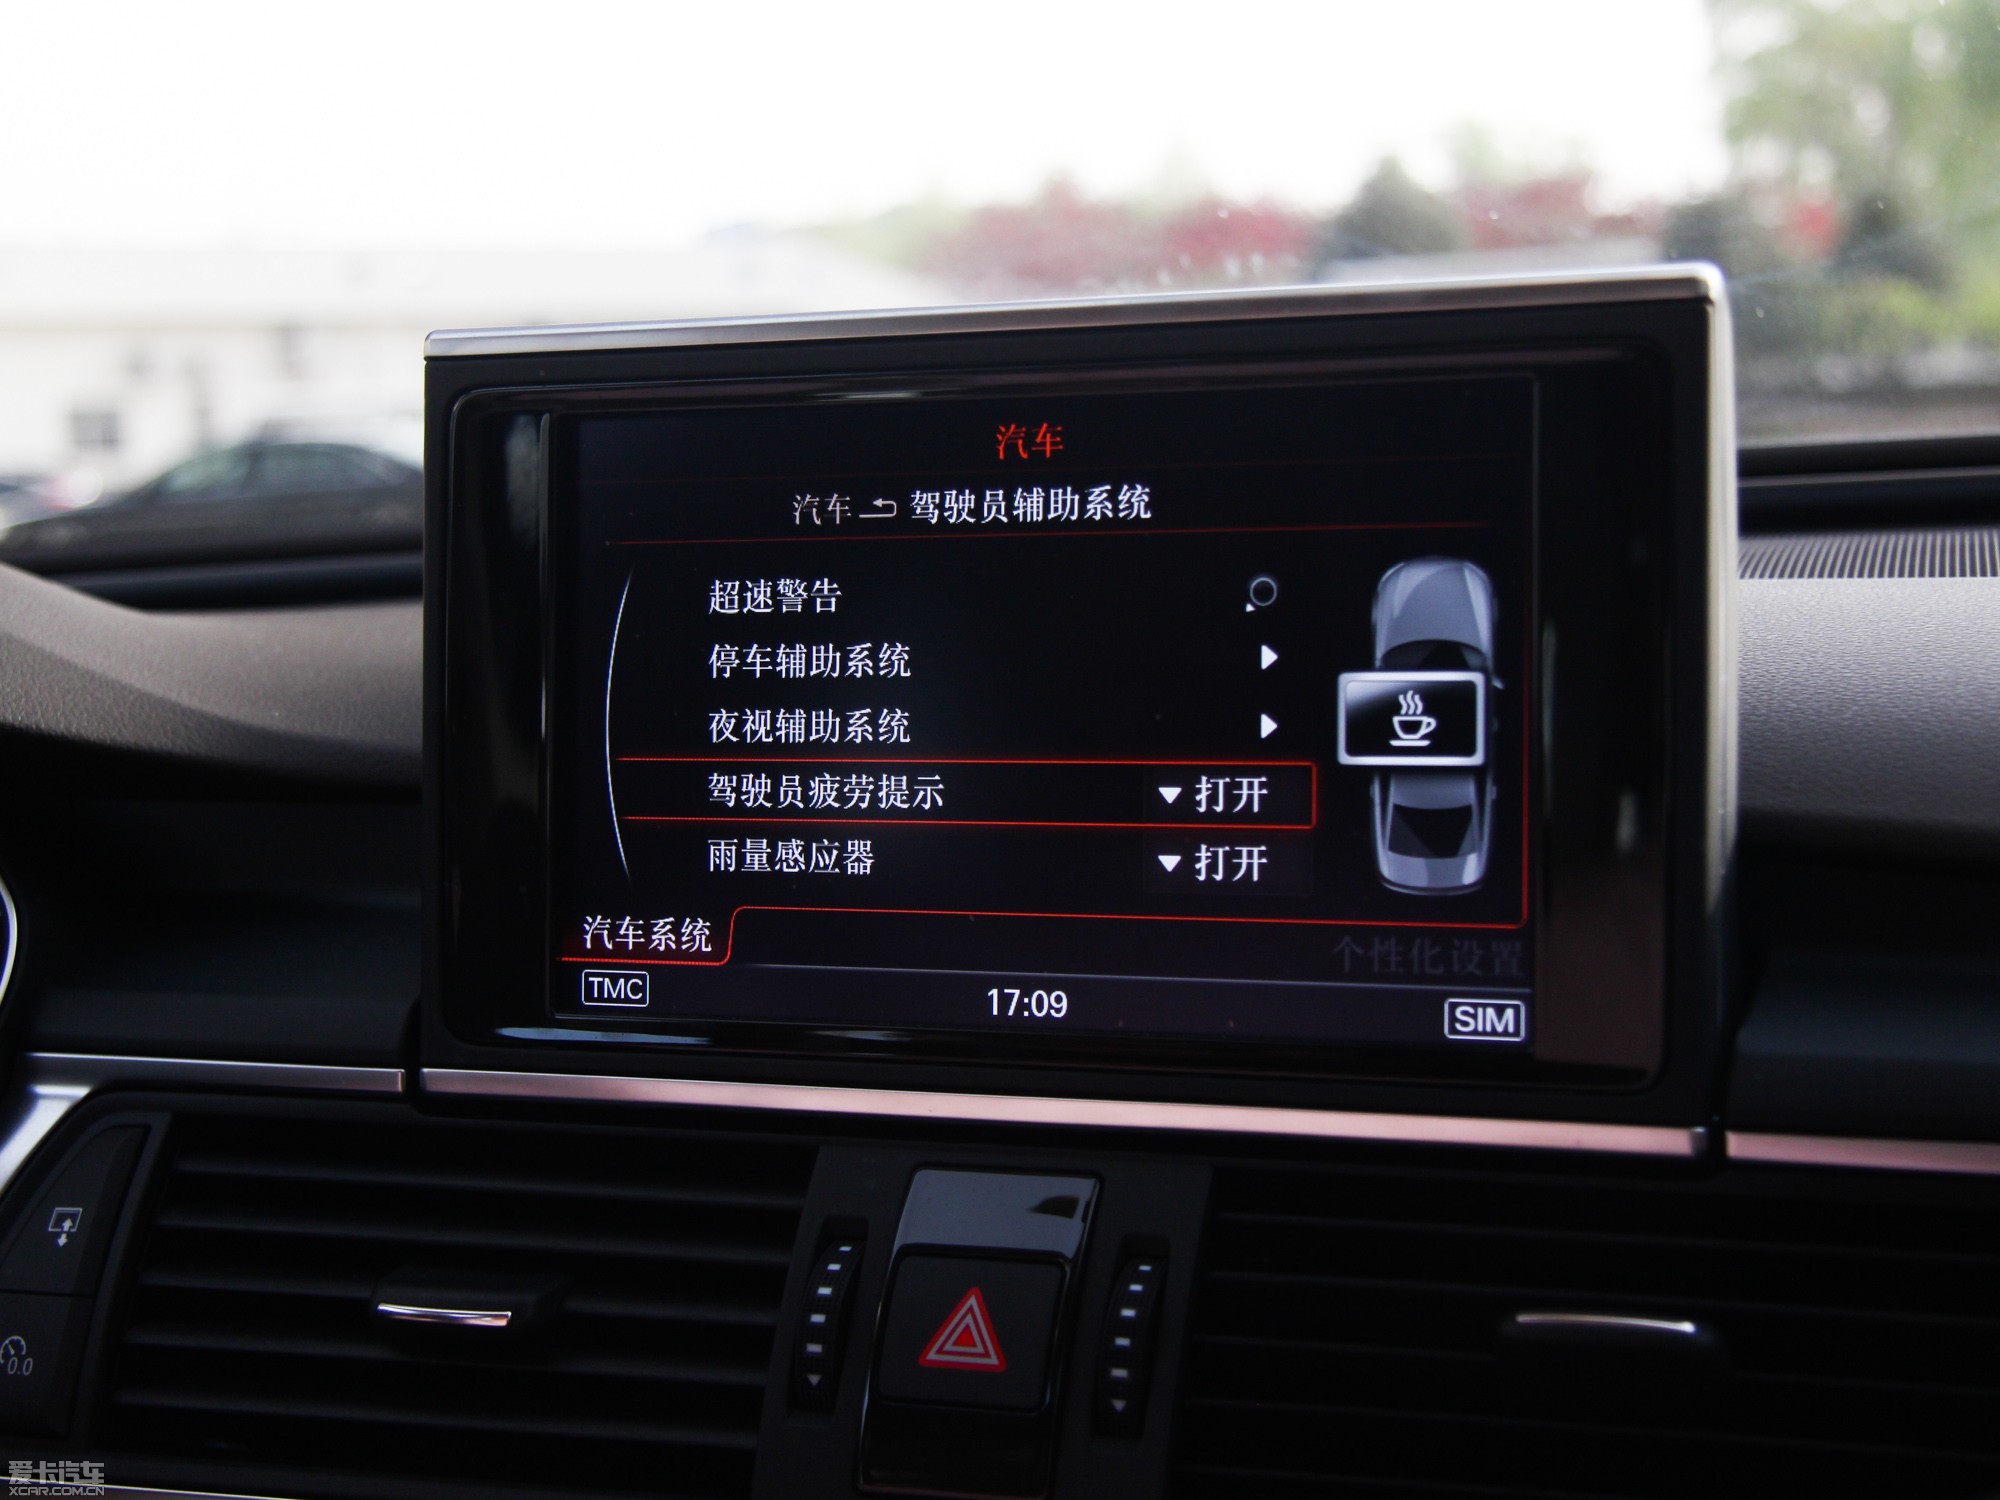 汽车
汽车 驾驶员辅助系统
超速警告
停车辅助系统
夜视辅助系统
驾驶员疲劳提示 打开
雨量感应器 打开
汽车系统
个性化设置
TMC 17:09 SIM
0.0
爱卡汽车
XCAR.COM.CN